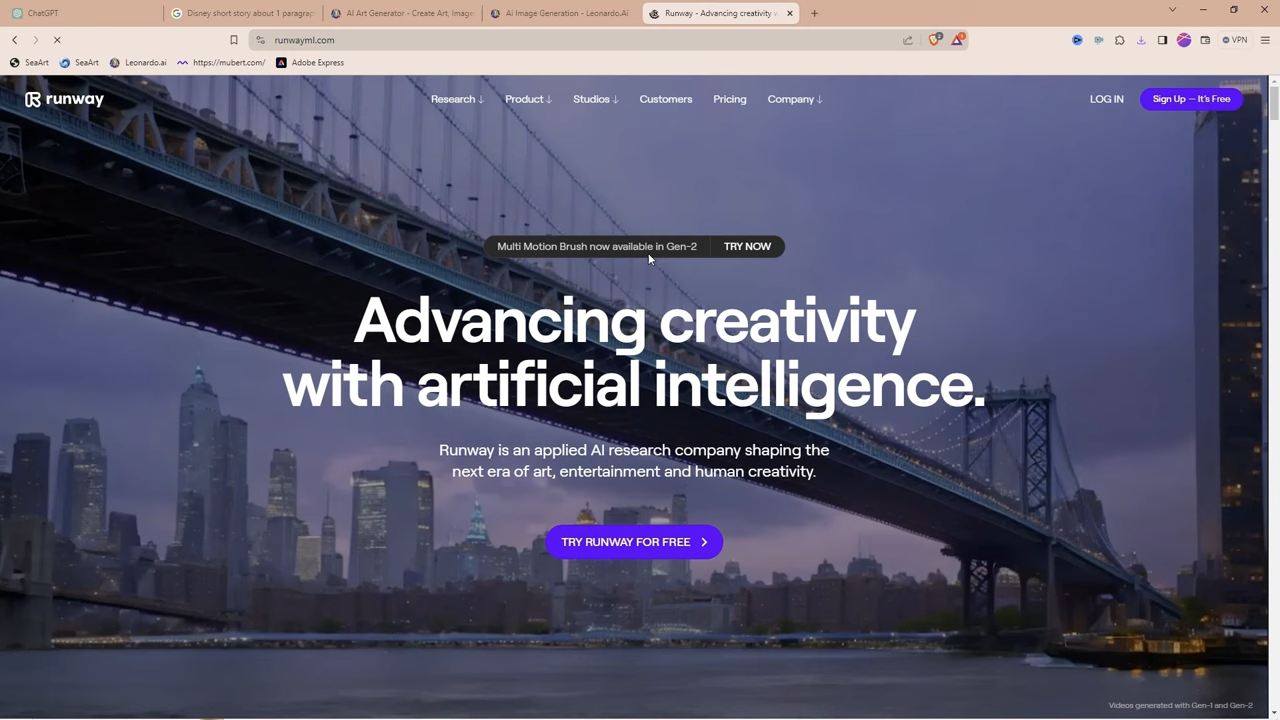 ChatGPT
Disney short story about 1 paragrap
AI Art Generator - Create Art, Image
Ai Image Generation - Leonardo.Ai
Runway - Advancing creativity w
runwayml.com
2
1
VPN
SeaArt
SeaArt
Leonardo.ai
https://mubert.com/
Adobe Express
runway
Research ↓
Product ↓
Studios ↓
Customers
Pricing
Company ↓
LOG IN
Sign Up — It's Free
Multi Motion Brush now available in Gen-2
TRY NOW
Advancing creativity
with artificial intelligence.
Runway is an applied AI research company shaping the
next era of art, entertainment and human creativity.
TRY RUNWAY FOR FREE
Videos generated with Gen-1 and Gen-2